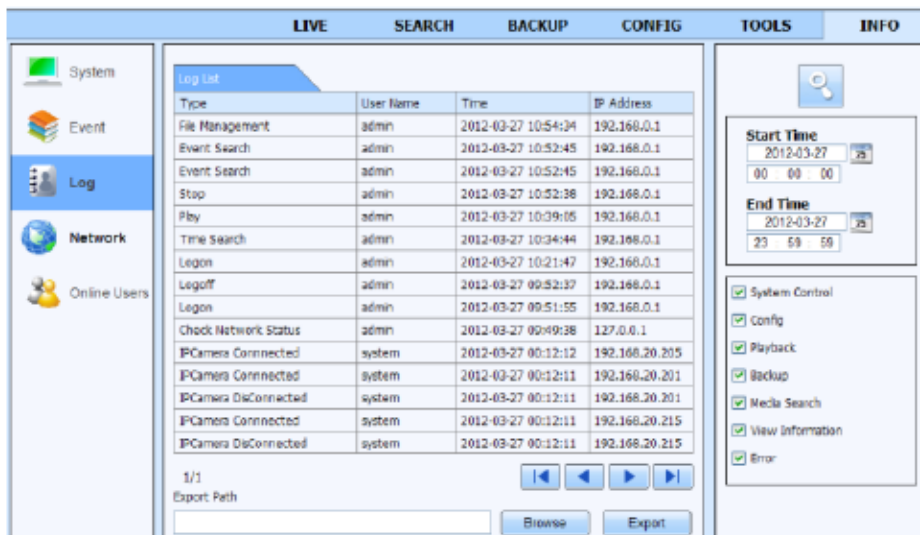 LIVE SEARCH BACKUP CONFIG TOOLS INFO
System
Event
Log
Network
Online Users
Log List
Type User Name Time IP Address
File Management admin 2012-03-27 10:54:34 192.168.0.1
Event Search admin 2012-03-27 10:52:45 192.168.0.1
Event Search admin 2012-03-27 10:52:45 192.168.0.1
Stop admin 2012-03-27 10:52:38 192.168.0.1
Play admin 2012-03-27 10:39:05 192.168.0.1
Time Search admin 2012-03-27 10:34:44 192.168.0.1
Logon admin 2012-03-27 10:21:47 192.168.0.1
Logoff admin 2012-03-27 09:52:37 192.168.0.1
Logon admin 2012-03-27 09:51:55 192.168.0.1
Check Network Status admin 2012-03-27 09:49:38 127.0.0.1
IPCamera Connnected system 2012-03-27 00:12:12 192.168.20.205
IPCamera Connnected system 2012-03-27 00:12:11 192.168.20.201
IPCamera DisConnected system 2012-03-27 00:12:11 192.168.20.201
IPCamera Connnected system 2012-03-27 00:12:11 192.168.20.215
IPCamera DisConnected system 2012-03-27 00:12:11 192.168.20.215
1/1
Export Path
Browse Export
Start Time
2012-03-27
00 : 00 : 00
End Time
2012-03-27
23 : 59 : 59
System Control
Config
Playback
Backup
Media Search
View Information
Error